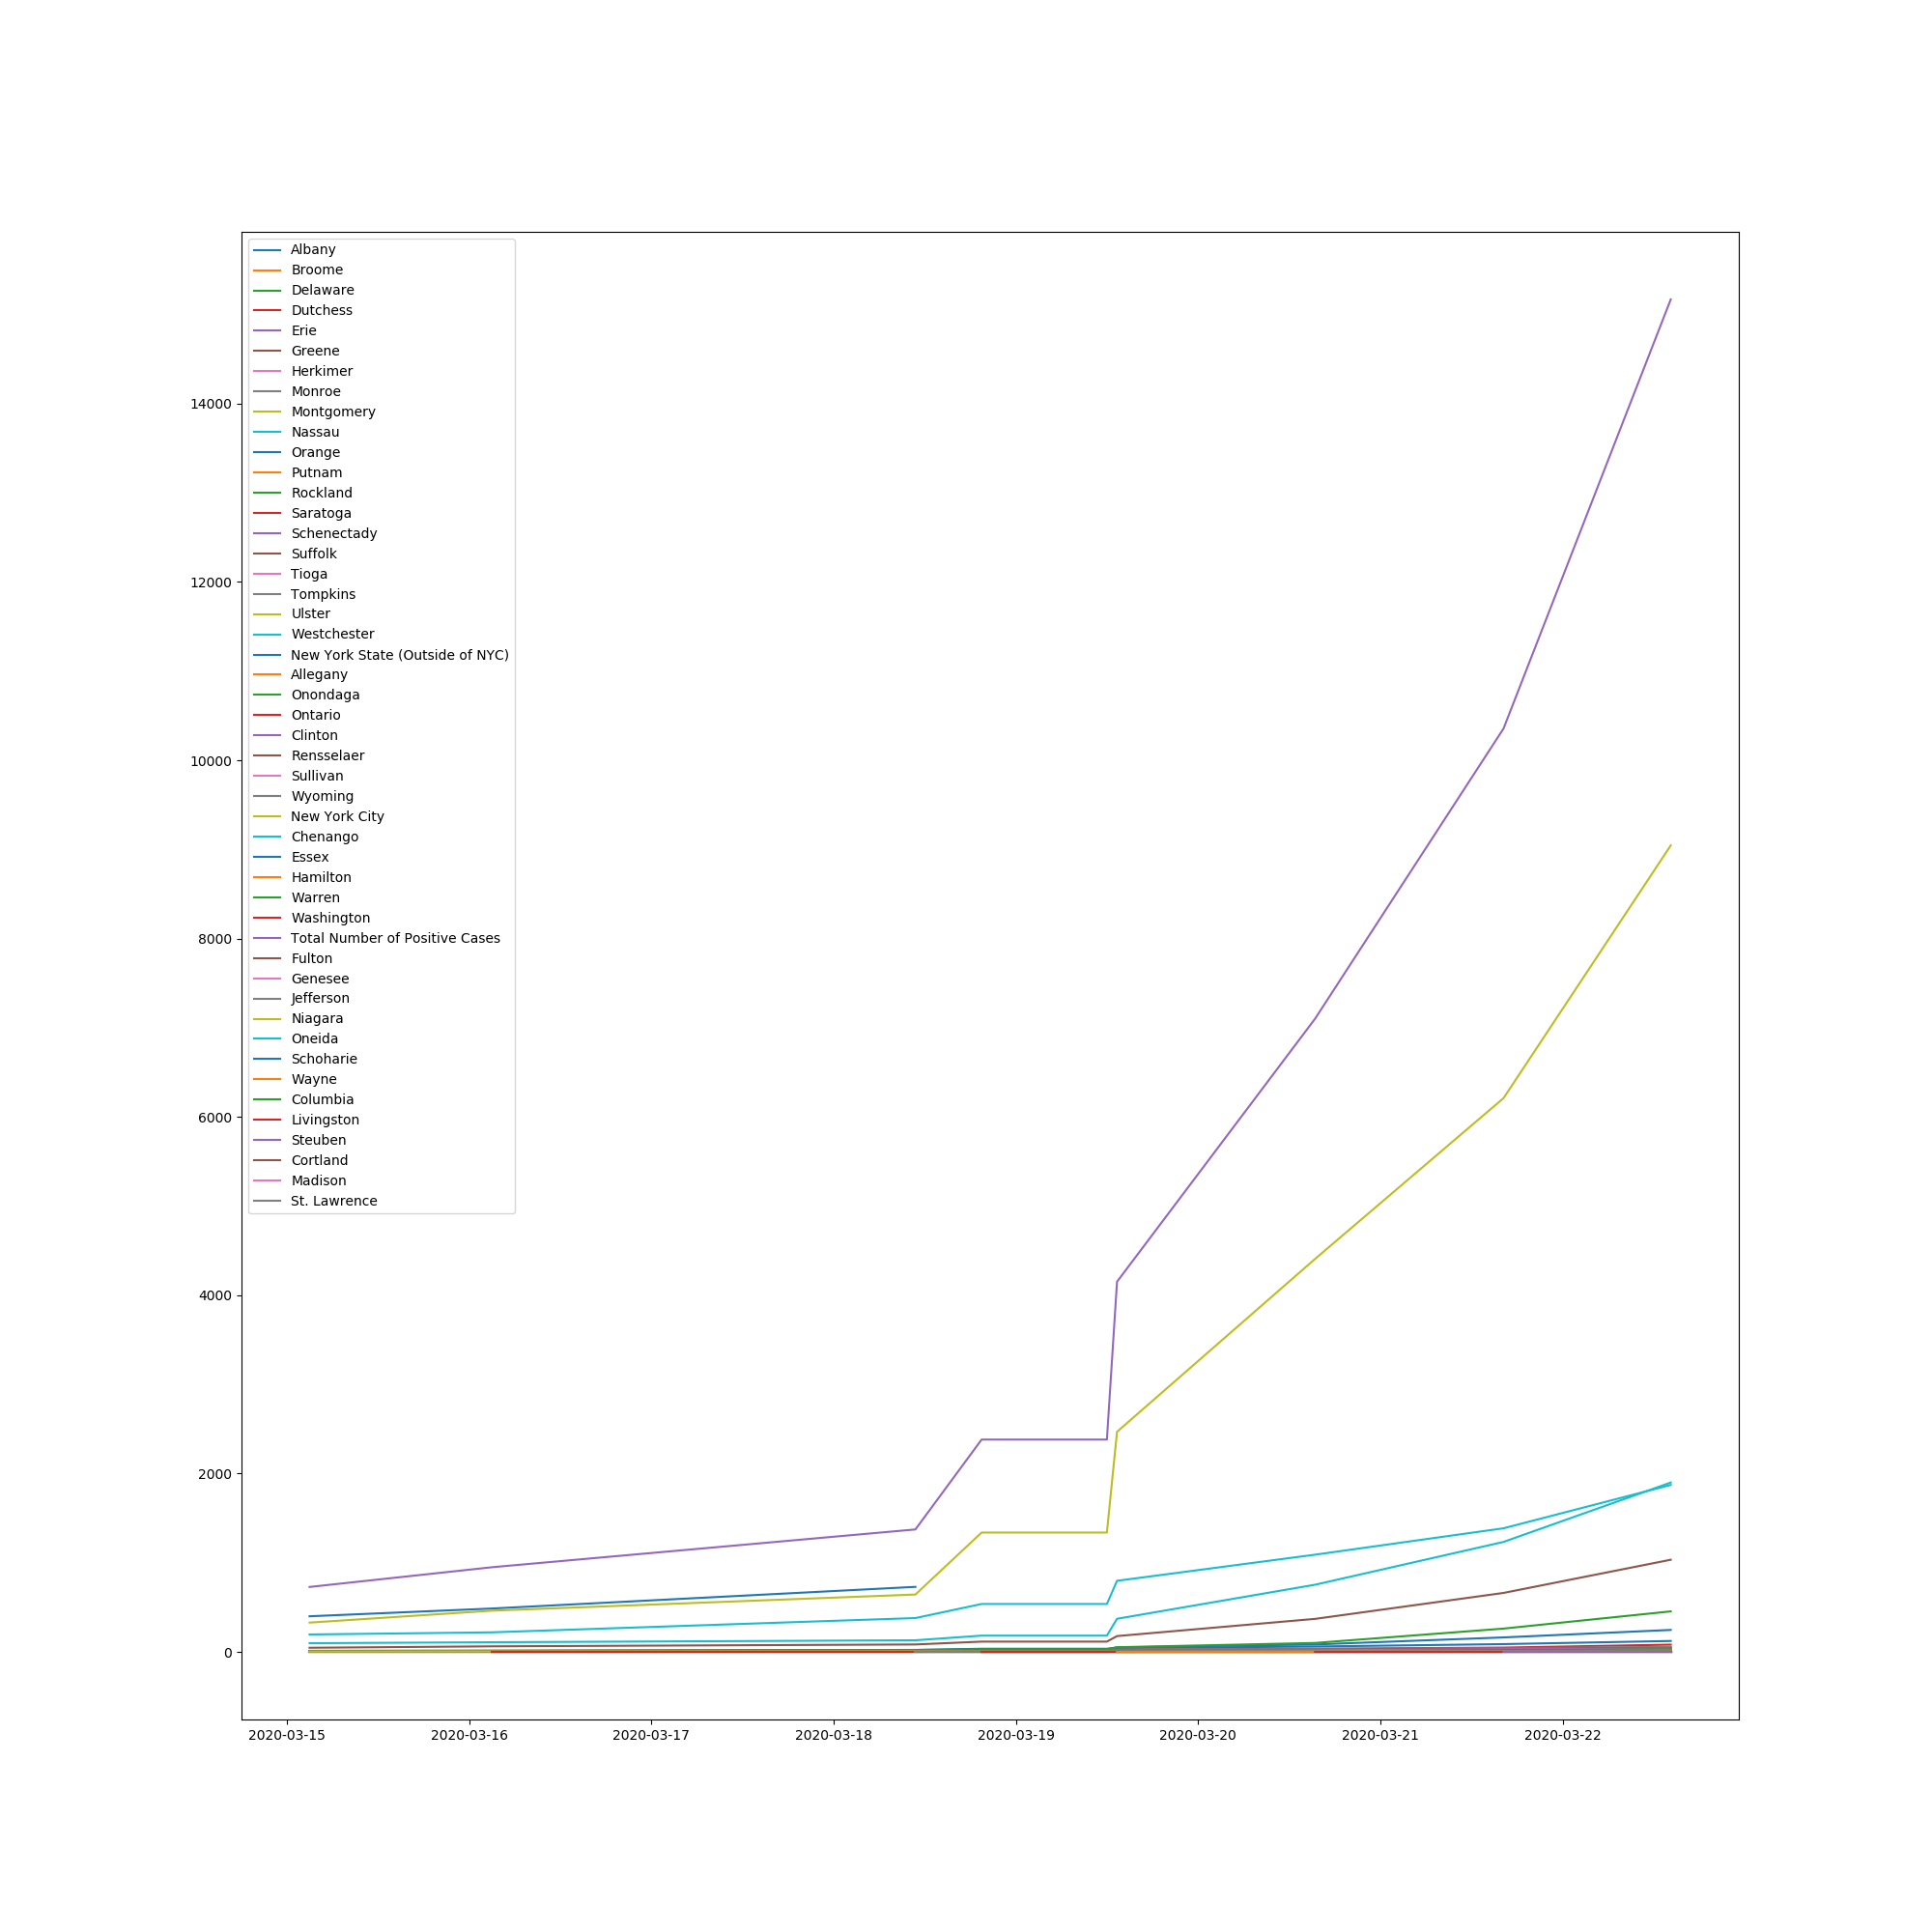 Albany
Broome
Delaware
Dutchess
Erie
Greene
Herkimer
Monroe
Montgomery
Nassau
Orange
Putnam
Rockland
Saratoga
Schenectady
Suffolk
Tioga
Tompkins
Ulster
Westchester
New York State (Outside of NYC)
Allegany
Onondaga
Ontario
Clinton
Rensselaer
Sullivan
Wyoming
New York City
Chenango
Essex
Hamilton
Warren
Washington
Total Number of Positive Cases
Fulton
Genesee
Jefferson
Niagara
Oneida
Schoharie
Wayne
Columbia
Livingston
Steuben
Cortland
Madison
St. Lawrence
14000
12000
10000
8000
6000
4000
2000
0
2020-03-15 2020-03-16 2020-03-17 2020-03-18 2020-03-19 2020-03-20 2020-03-21 2020-03-22